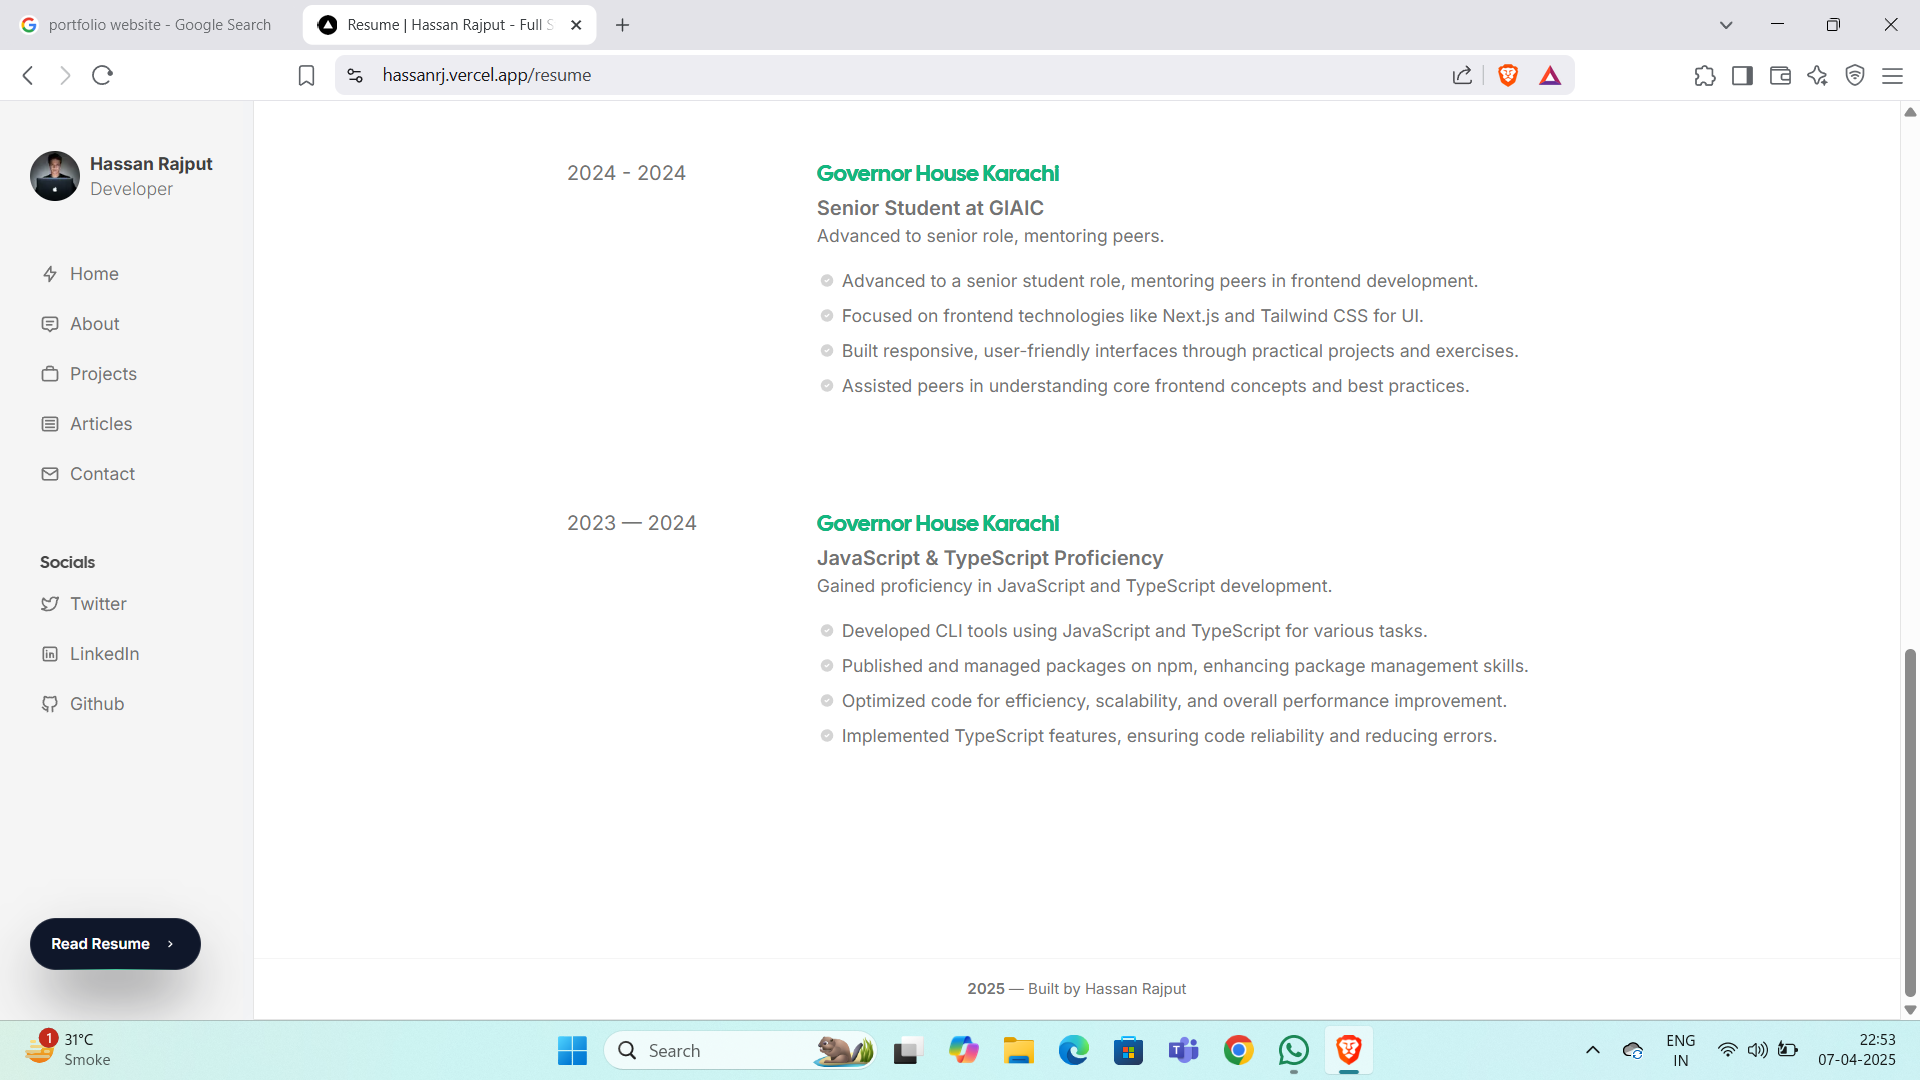 portfolio website - Google Search
Resume | Hassan Rajput - Full S
hassanrj.vercel.app/resume
Hassan Rajput
Developer
Home
About
Projects
Articles
Contact
Socials
Twitter
LinkedIn
Github
Read Resume
2024 - 2024
Governor House Karachi
Senior Student at GIAIC
Advanced to senior role, mentoring peers.
Advanced to a senior student role, mentoring peers in frontend development.
Focused on frontend technologies like Next.js and Tailwind CSS for UI.
Built responsive, user-friendly interfaces through practical projects and exercises.
Assisted peers in understanding core frontend concepts and best practices.
2023 — 2024
Governor House Karachi
JavaScript & TypeScript Proficiency
Gained proficiency in JavaScript and TypeScript development.
Developed CLI tools using JavaScript and TypeScript for various tasks.
Published and managed packages on npm, enhancing package management skills.
Optimized code for efficiency, scalability, and overall performance improvement.
Implemented TypeScript features, ensuring code reliability and reducing errors.
2025 — Built by Hassan Rajput
1
31°C
Smoke
Search
ENG
IN
22:53
07-04-2025